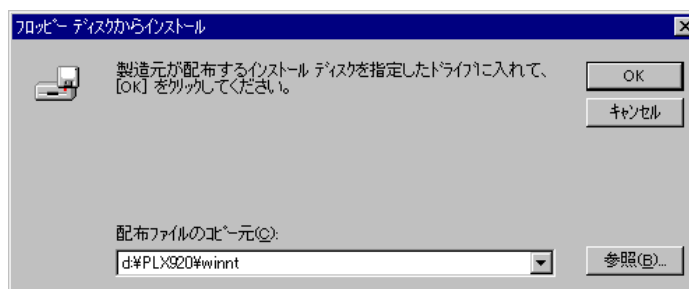 フロッピー ディスクからインストール
製造元が配布するインストール ディスクを指定したドライブに入れて、
[OK] をクリックしてください。
OK
キャンセル
配布ファイルのコピー元(C):
d:¥PLX920¥winnt
参照(B)...